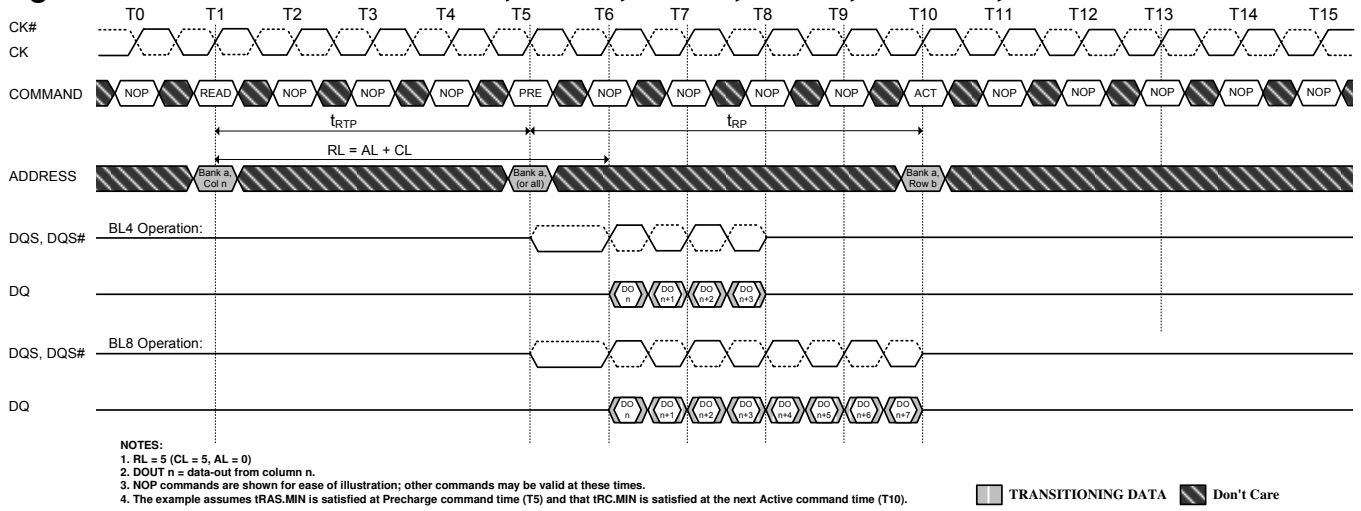 T0 T1 T2 T3 T4 T5 T6 T7 T8 T9 T10 T11 T12 T13 T14 T15
CK#
CK
COMMAND NOP READ NOP NOP NOP PRE NOP NOP NOP NOP ACT NOP NOP NOP NOP NOP
tRTP tRP
RL = AL + CL
ADDRESS Bank a, Col n Bank a, (or all) Bank a, Row b
BL4 Operation:
DQS, DQS#
DQ DO n DO n+1 DO n+2 DO n+3
BL8 Operation:
DQS, DQS#
DQ DO n DO n+1 DO n+2 DO n+3 DO n+4 DO n+5 DO n+6 DO n+7
NOTES:
1. RL = 5 (CL = 5, AL = 0)
2. DOUT n = data-out from column n.
3. NOP commands are shown for ease of illustration; other commands may be valid at these times.
4. The example assumes tRAS.MIN is satisfied at Precharge command time (T5) and that tRC.MIN is satisfied at the next Active command time (T10).
TRANSITIONING DATA Don't Care